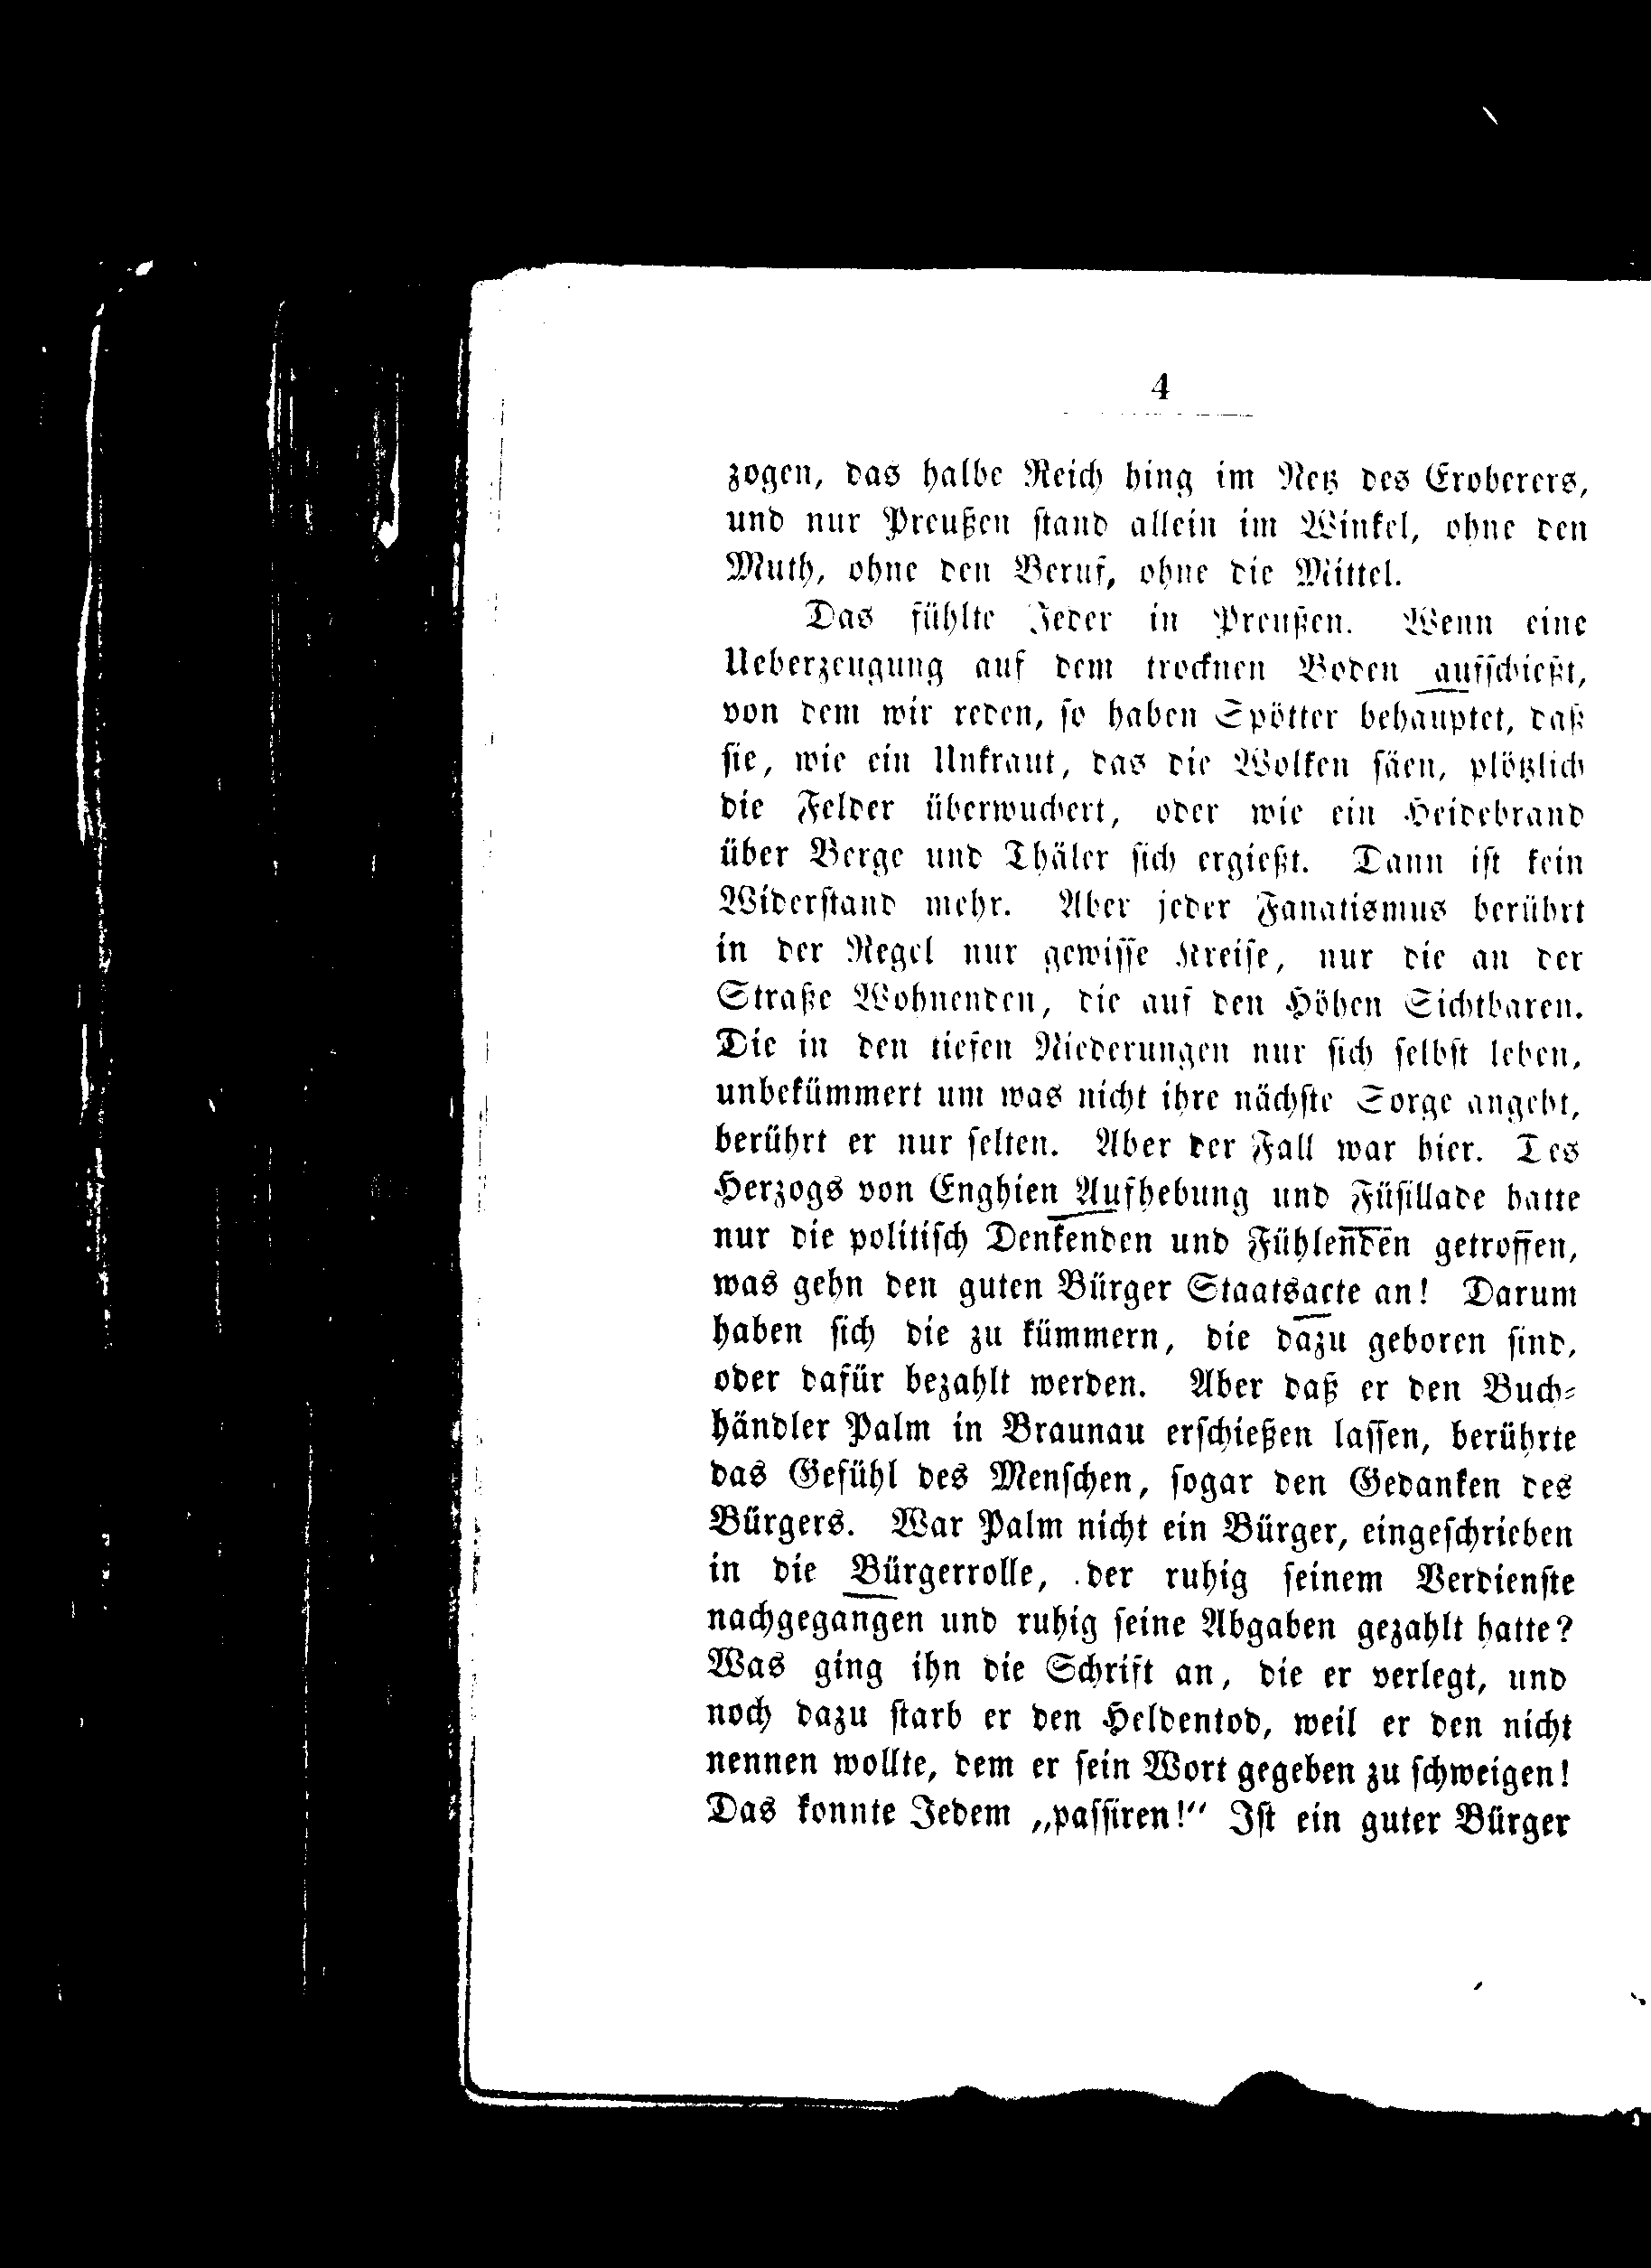 4
zogen, das halbe Reich hing im Netz des Eroberers,
und nur Preußen stand allein im Winkel, ohne den
Muth, ohne den Beruf, ohne die Mittel.
Das fühlte Jeder in Preußen. Wenn eine
Ueberzeugung auf dem trocknen Boden aufschießt,
von dem wir reden, so haben Spötter behauptet, daß
sie, wie ein Unkraut, das die Wolken säen, plötzlich
die Felder überwuchert, oder wie ein Heidebrand
über Berge und Thäler sich ergießt. Dann ist kein
Widerstand mehr. Aber jeder Fanatismus berührt
in der Regel nur gewisse Kreise, nur die an der
Straße Wohnenden, die auf den Höhen Sichtbaren.
Die in den tiefen Niederungen nur sich selbst leben,
unbekümmert um was nicht ihre nächste Sorge angeht,
berührt er nur selten. Aber der Fall war hier. Des
Herzogs von Enghien Aufhebung und Füsillade hatte
nur die politisch Denkenden und Fühlenden getroffen,
was gehn den guten Bürger Staatsacte an! Darum
haben sich die zu kümmern, die dazu geboren sind,
oder dafür bezahlt werden. Aber daß er den Buch-
händler Palm in Braunau erschießen lassen, berührte
das Gefühl des Menschen, sogar den Gedanken des
Bürgers. War Palm nicht ein Bürger, eingeschrieben
in die Bürgerrolle, der ruhig seinem Verdienste
nachgegangen und ruhig seine Abgaben gezahlt hatte?
Was ging ihn die Schrift an, die er verlegt, und
noch dazu starb er den Heldentod, weil er den nicht
nennen wollte, dem er sein Wort gegeben zu schweigen!
Das konnte Jedem „passiren!“ Ist ein guter Bürger